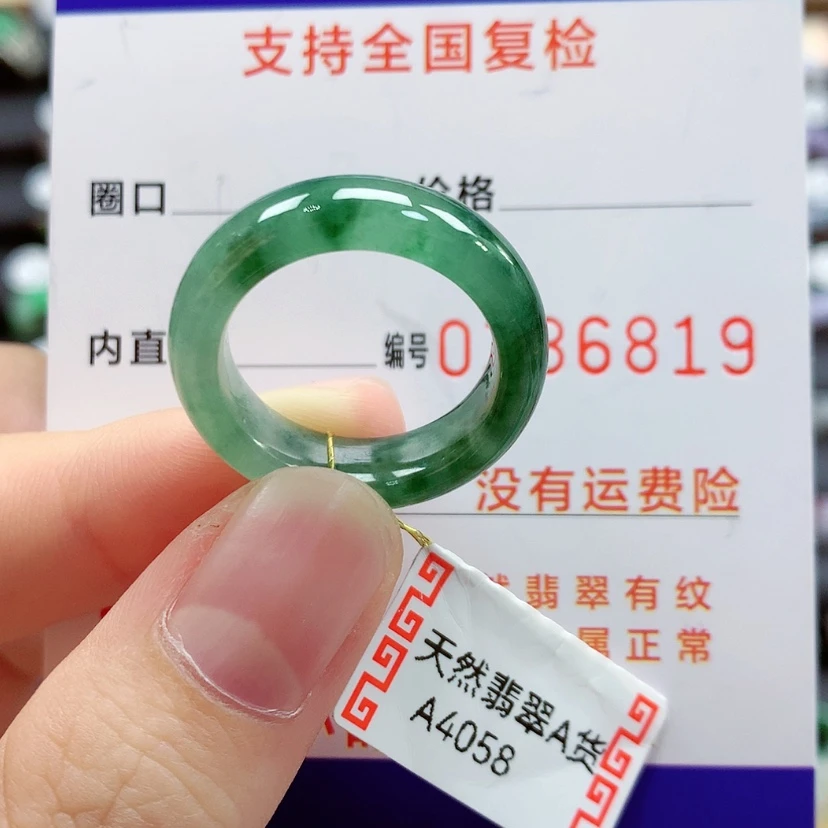 支持全国复检
圈口 价格
内直 编号 0 86819
没有运费险
翡翠有纹
属正常
天然翡翠A货
A4058